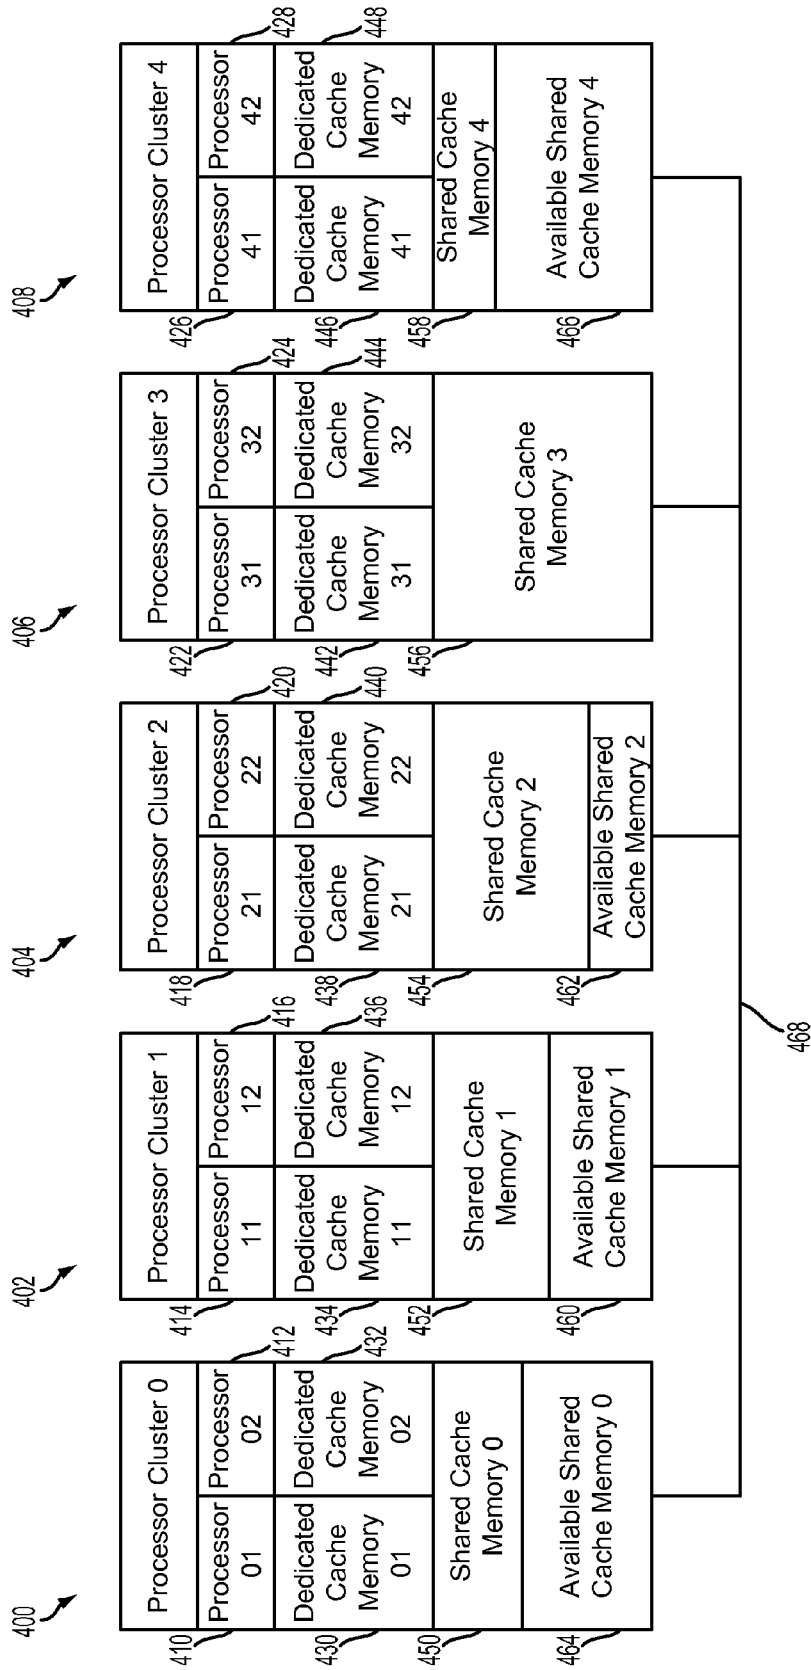 400
Processor Cluster 0
410
Processor
01
Processor
02
412
430
Dedicated
Cache
Memory
01
Dedicated
Cache
Memory
02
432
450
Shared Cache
Memory 0
464
Available Shared
Cache Memory 0
402
Processor Cluster 1
414
Processor
11
Processor
12
416
434
Dedicated
Cache
Memory
11
Dedicated
Cache
Memory
12
436
452
Shared Cache
Memory 1
460
Available Shared
Cache Memory 1
404
Processor Cluster 2
418
Processor
21
Processor
22
420
438
Dedicated
Cache
Memory
21
Dedicated
Cache
Memory
22
440
454
Shared Cache
Memory 2
462
Available Shared
Cache Memory 2
406
Processor Cluster 3
422
Processor
31
Processor
32
424
442
Dedicated
Cache
Memory
31
Dedicated
Cache
Memory
32
444
456
Shared Cache
Memory 3
408
Processor Cluster 4
426
Processor
41
Processor
42
428
446
Dedicated
Cache
Memory
41
Dedicated
Cache
Memory
42
448
458
Shared Cache
Memory 4
466
Available Shared
Cache Memory 4
468